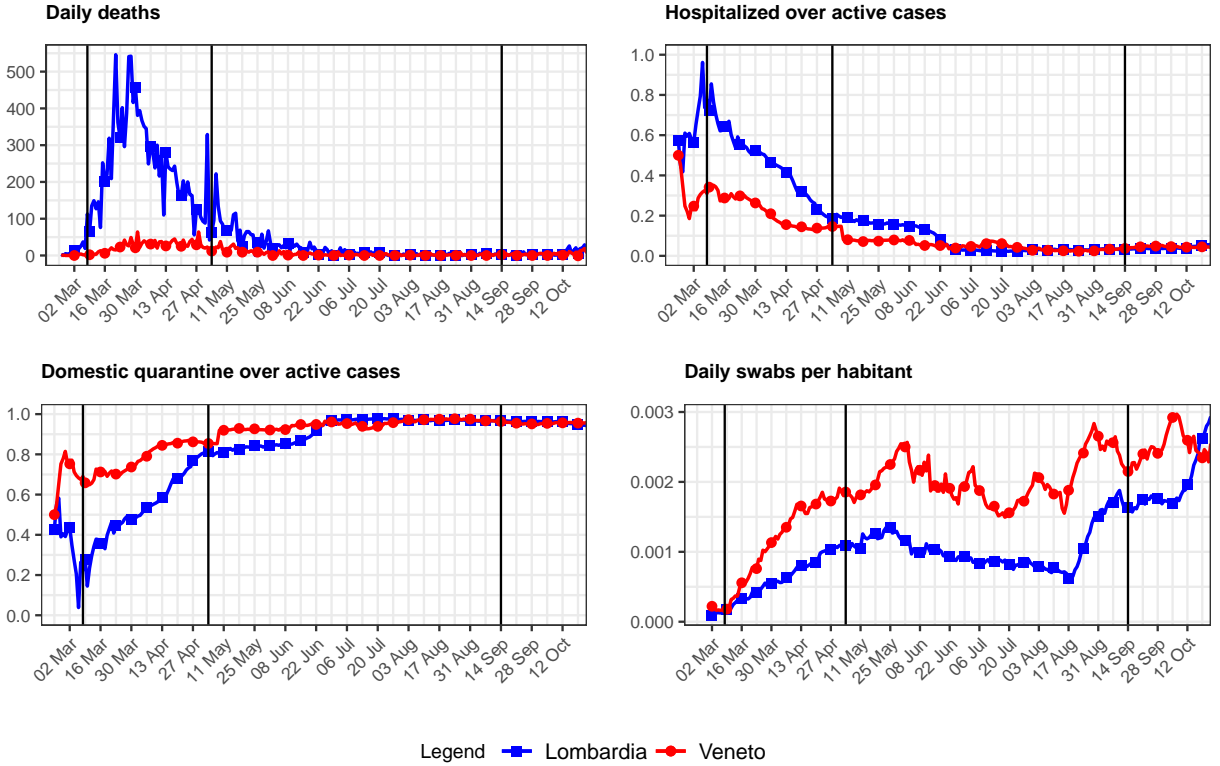 Daily deaths
500
400
300
200
100
0
02 Mar 16 Mar 30 Mar 13 Apr 27 Apr 11 May 25 May 08 Jun 22 Jun 06 Jul 20 Jul 03 Aug 17 Aug 31 Aug 14 Sep 28 Sep 12 Oct
Hospitalized over active cases
1.0
0.8
0.6
0.4
0.2
0.0
02 Mar 16 Mar 30 Mar 13 Apr 27 Apr 11 May 25 May 08 Jun 22 Jun 06 Jul 20 Jul 03 Aug 17 Aug 31 Aug 14 Sep 28 Sep 12 Oct
Domestic quarantine over active cases
1.0
0.8
0.6
0.4
0.2
0.0
02 Mar 16 Mar 30 Mar 13 Apr 27 Apr 11 May 25 May 08 Jun 22 Jun 06 Jul 20 Jul 03 Aug 17 Aug 31 Aug 14 Sep 28 Sep 12 Oct
Daily swabs per habitant
0.003
0.002
0.001
0.000
02 Mar 16 Mar 30 Mar 13 Apr 27 Apr 11 May 25 May 08 Jun 22 Jun 06 Jul 20 Jul 03 Aug 17 Aug 31 Aug 14 Sep 28 Sep 12 Oct
Legend Lombardia Veneto